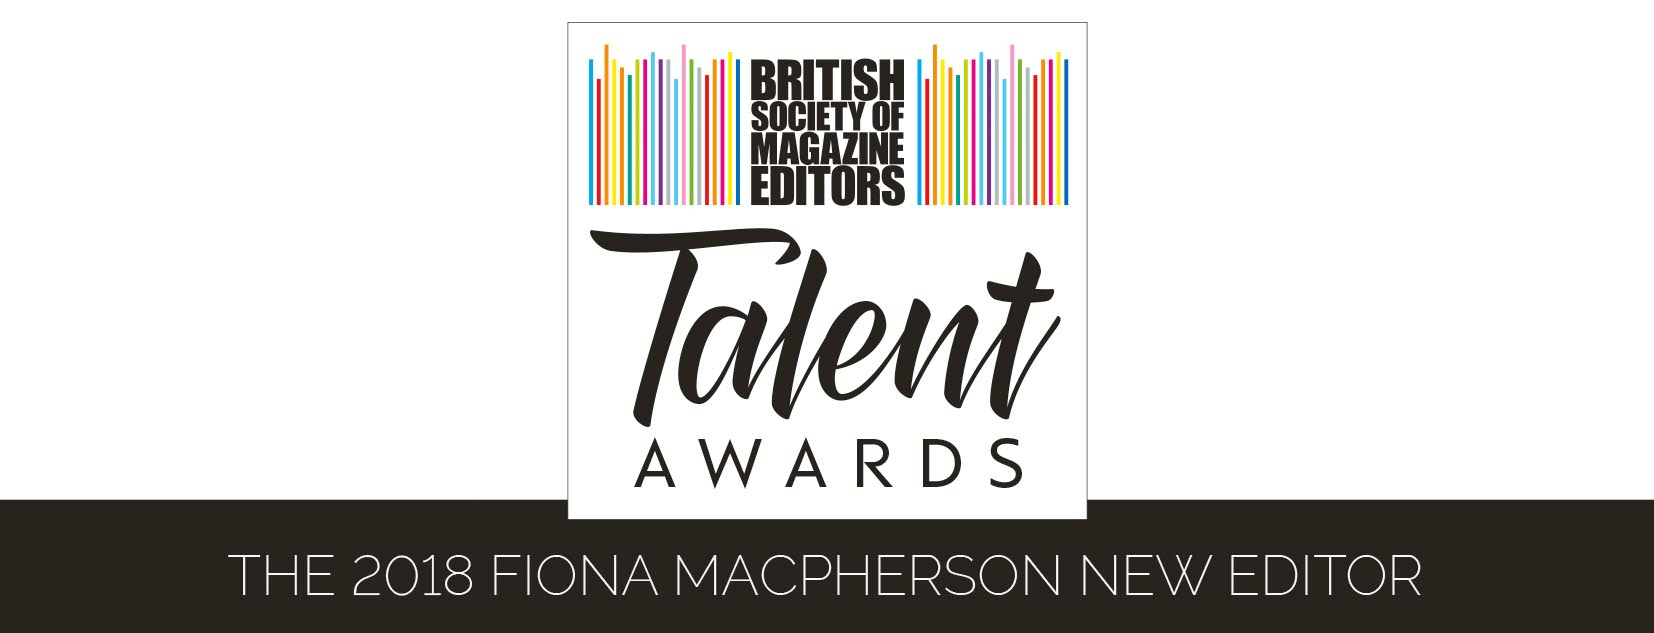 BRITISH
SOCIETY OF
MAGAZINE
EDITORS
Talent
AWARDS
THE 2018 FIONA MACPHERSON NEW EDITOR